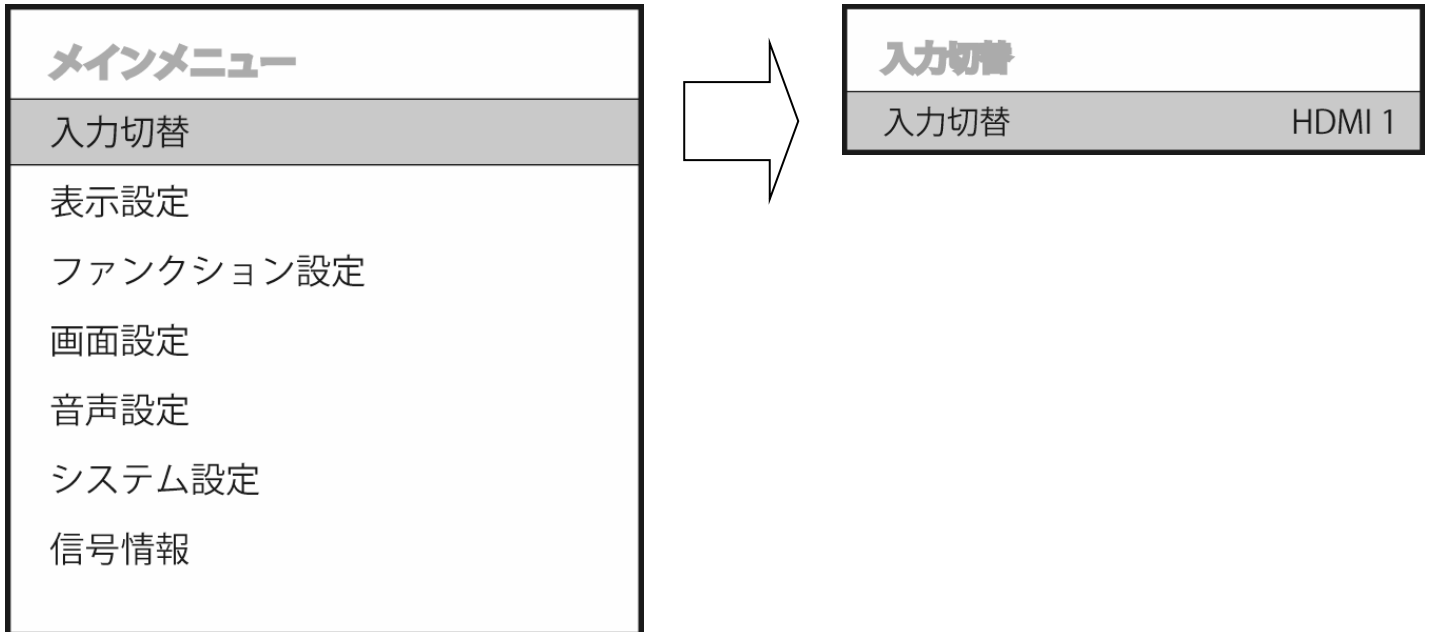 メインメニュー
入力切替
表示設定
ファンクション設定
画面設定
音声設定
システム設定
信号情報
入力切替
入力切替 HDMI 1